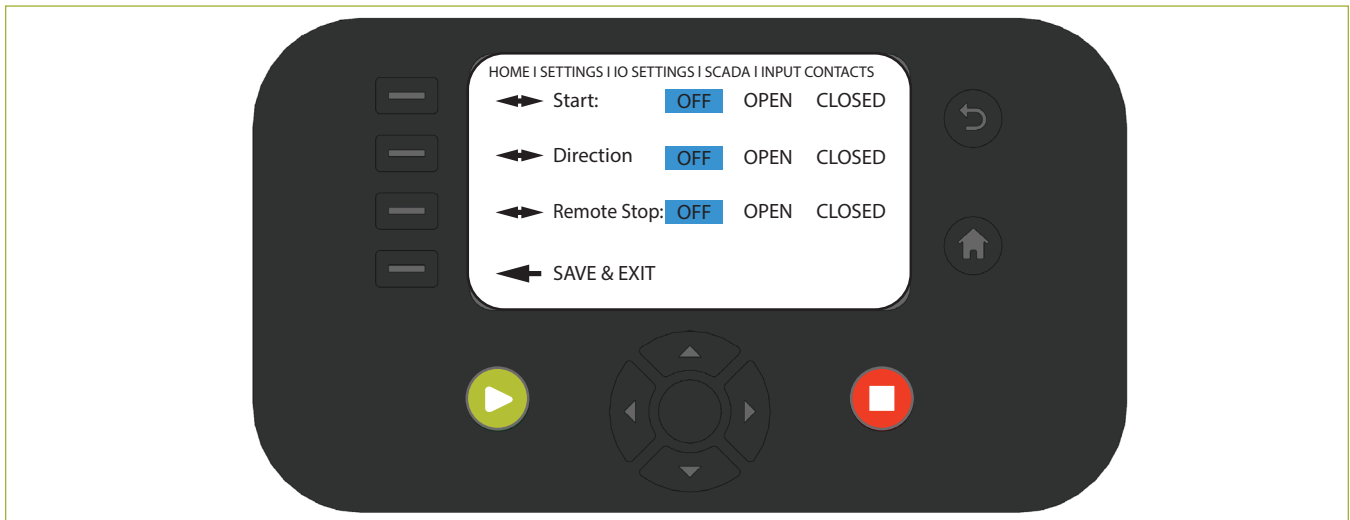 HOME I SETTINGS I IO SETTINGS I SCADA I INPUT CONTACTS
Start: OFF OPEN CLOSED
Direction OFF OPEN CLOSED
Remote Stop: OFF OPEN CLOSED
SAVE & EXIT